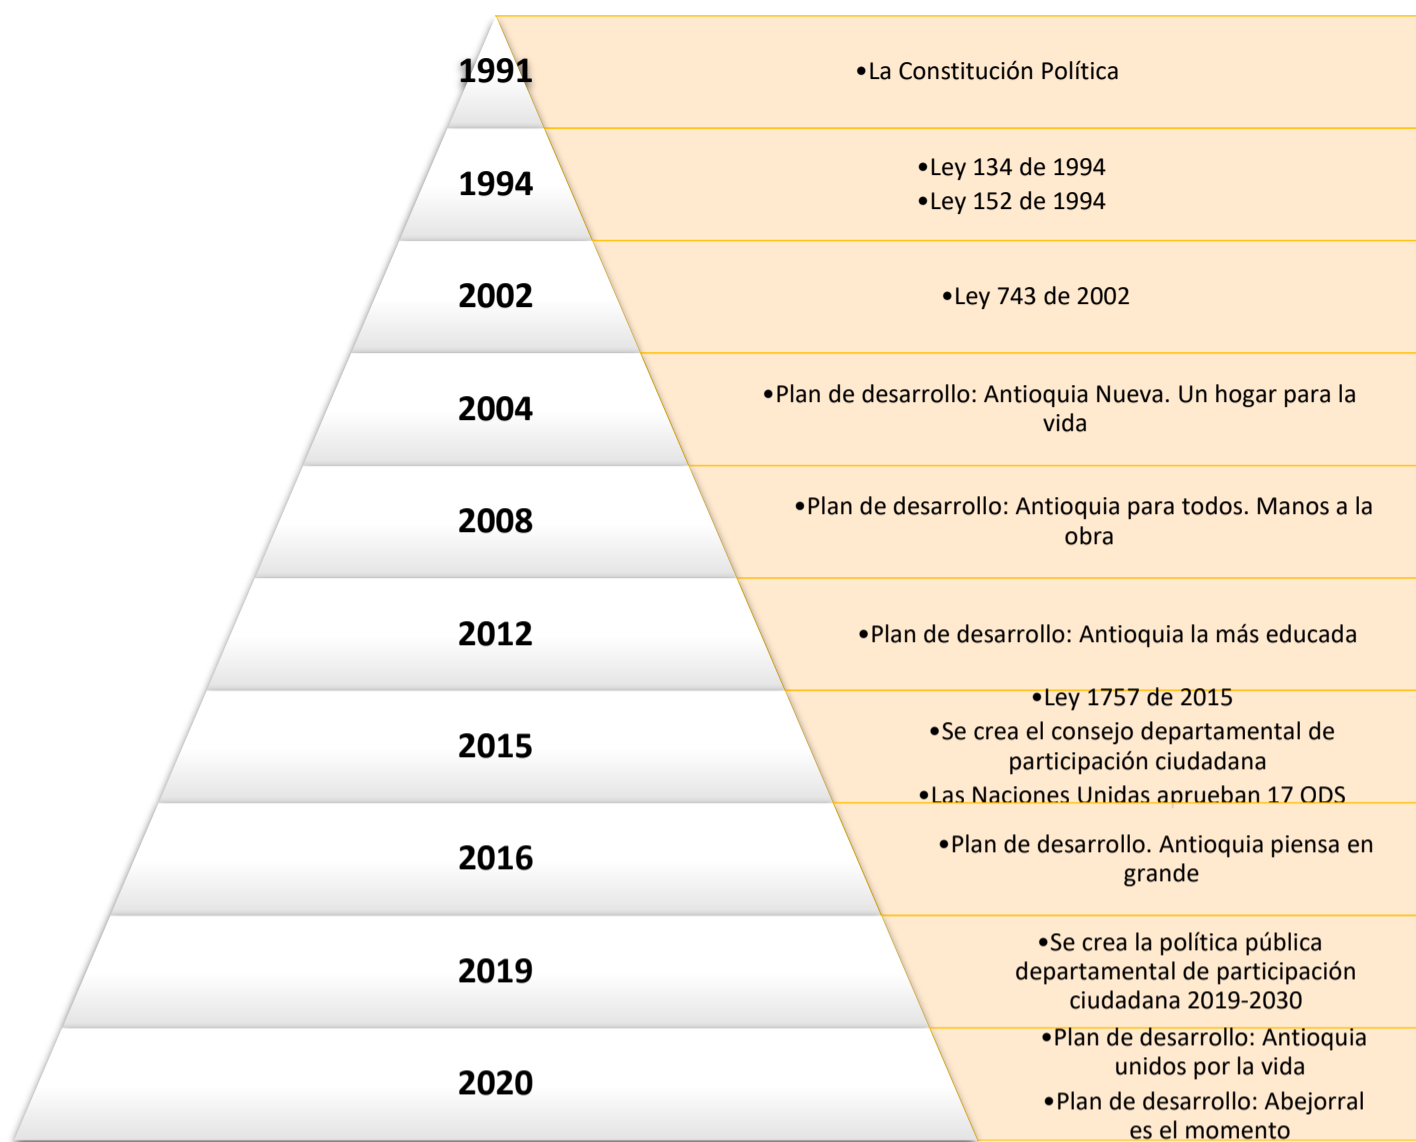 1991
•La Constitución Política
1994
•Ley 134 de 1994
•Ley 152 de 1994
2002
•Ley 743 de 2002
2004
•Plan de desarrollo: Antioquia Nueva. Un hogar para la
vida
2008
•Plan de desarrollo: Antioquia para todos. Manos a la
obra
2012
•Plan de desarrollo: Antioquia la más educada
2015
•Ley 1757 de 2015
•Se crea el consejo departamental de
participación ciudadana
•Las Naciones Unidas aprueban 17 ODS
2016
•Plan de desarrollo. Antioquia piensa en
grande
2019
•Se crea la política pública
departamental de participación
ciudadana 2019-2030
2020
•Plan de desarrollo: Antioquia
unidos por la vida
•Plan de desarrollo: Abejorral
es el momento